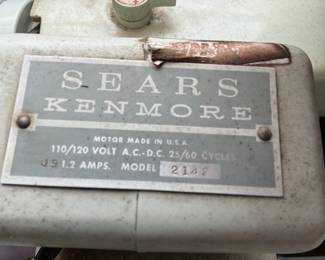 SEARS
KENMORE
MOTOR MADE IN U.S.A.
110/120 VOLT A.C.-D.C. 25/60 CYCLES
1.2 AMPS. MODEL